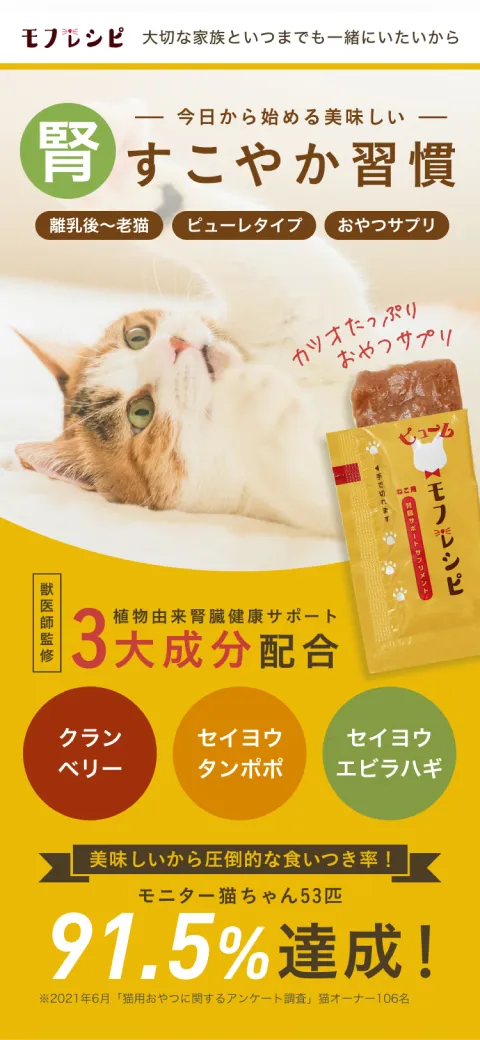 モフレシピ 大切な家族といつまでも一緒にいたいから
今日から始める美味しい
腎
すこやか習慣
離乳後〜老猫 ピューレタイプ おやつサプリ
カツオたっぷり
おやつサプリ
ピューレ
モフレシピ
ねこ用
腎臓サポートサプリメント
手で切れます
獣医師監修
植物由来腎臓健康サポート
3大成分配合
クラン
ベリー
セイヨウ
タンポポ
セイヨウ
エビラハギ
美味しいから圧倒的な食いつき率！
モニター猫ちゃん53匹
91.5%達成！
※2021年6月「猫用おやつに関するアンケート調査」猫オーナー106名